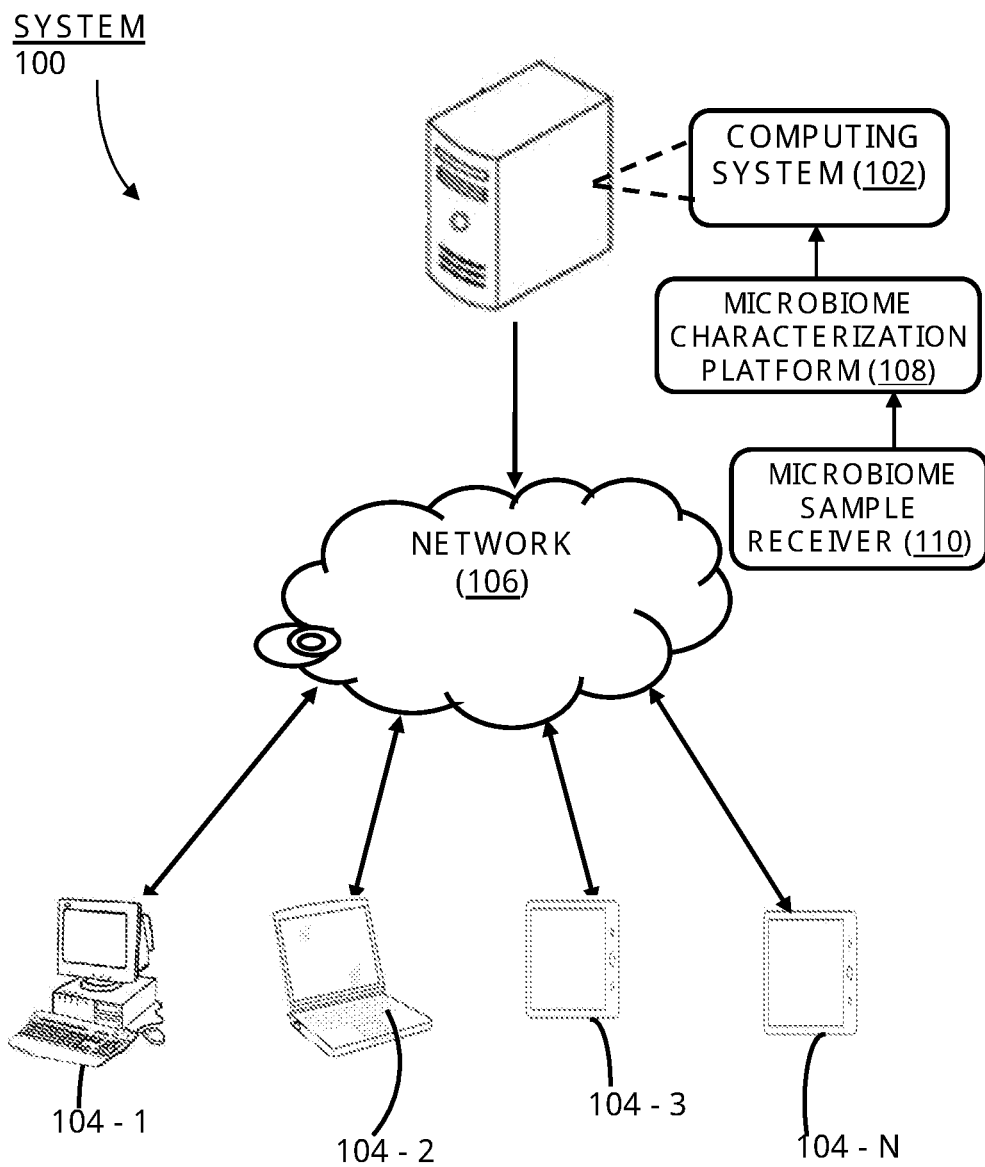 SYSTEM
100
COMPUTING
SYSTEM (102)
MICROBIOME
CHARACTERIZATION
PLATFORM (108)
MICROBIOME
SAMPLE
RECEIVER (110)
NETWORK
(106)
104 - 1
104 - 2
104 - 3
104 - N